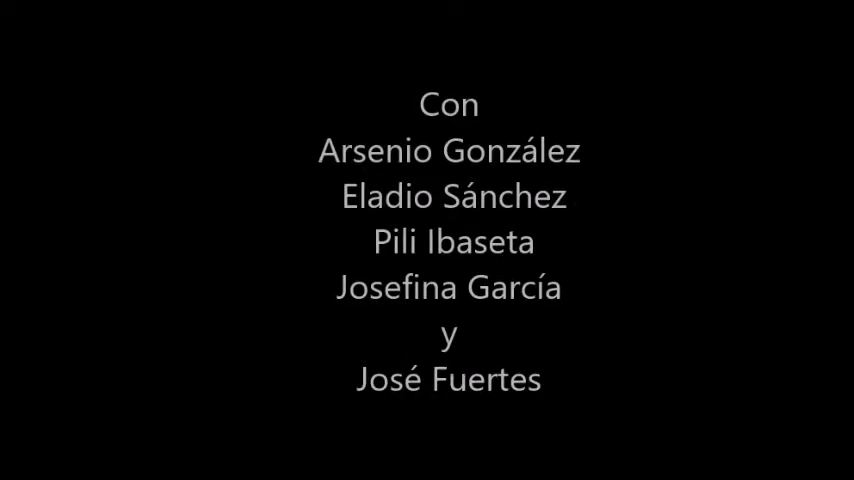 Con
Arsenio González
Eladio Sánchez
Pili Ibaseta
Josefina García
y
José Fuertes